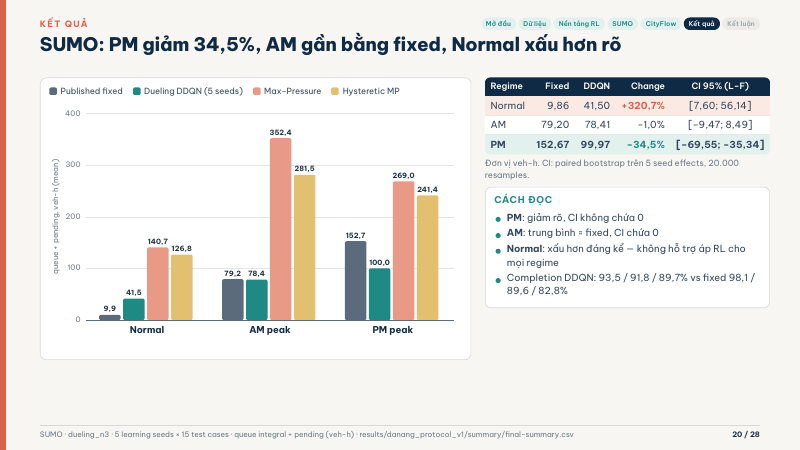 KẾT QUẢ
Mở đầu Dữ liệu Nền tảng RL SUMO CityFlow Kết quả Kết luận
SUMO: PM giảm 34,5%, AM gần bằng fixed, Normal xấu hơn rõ
Published fixed Dueling DDQN (5 seeds) Max-Pressure Hysteretic MP
queue + pending, veh-h (mean)
400
300
200
100
0
9,9 41,5 140,7 126,8
79,2 78,4 352,4 281,5
152,7 100,0 269,0 241,4
Normal AM peak PM peak
Regime Fixed DDQN Change CI 95% (L–F)
Normal 9,86 41,50 +320,7% [7,60; 56,14]
AM 79,20 78,41 −1,0% [−9,47; 8,49]
PM 152,67 99,97 −34,5% [−69,55; −35,34]
Đơn vị veh-h. CI: paired bootstrap trên 5 seed effects, 20.000
resamples.
CÁCH ĐỌC
PM: giảm rõ, CI không chứa 0
AM: trung bình ≈ fixed, CI chứa 0
Normal: xấu hơn đáng kể — không hỗ trợ áp RL cho
mọi regime
Completion DDQN: 93,5 / 91,8 / 89,7% vs fixed 98,1 /
89,6 / 82,8%
SUMO · dueling_n3 · 5 learning seeds × 15 test cases · queue integral + pending (veh-h) · results/danang_protocol_v1/summary/final-summary.csv
20 / 28